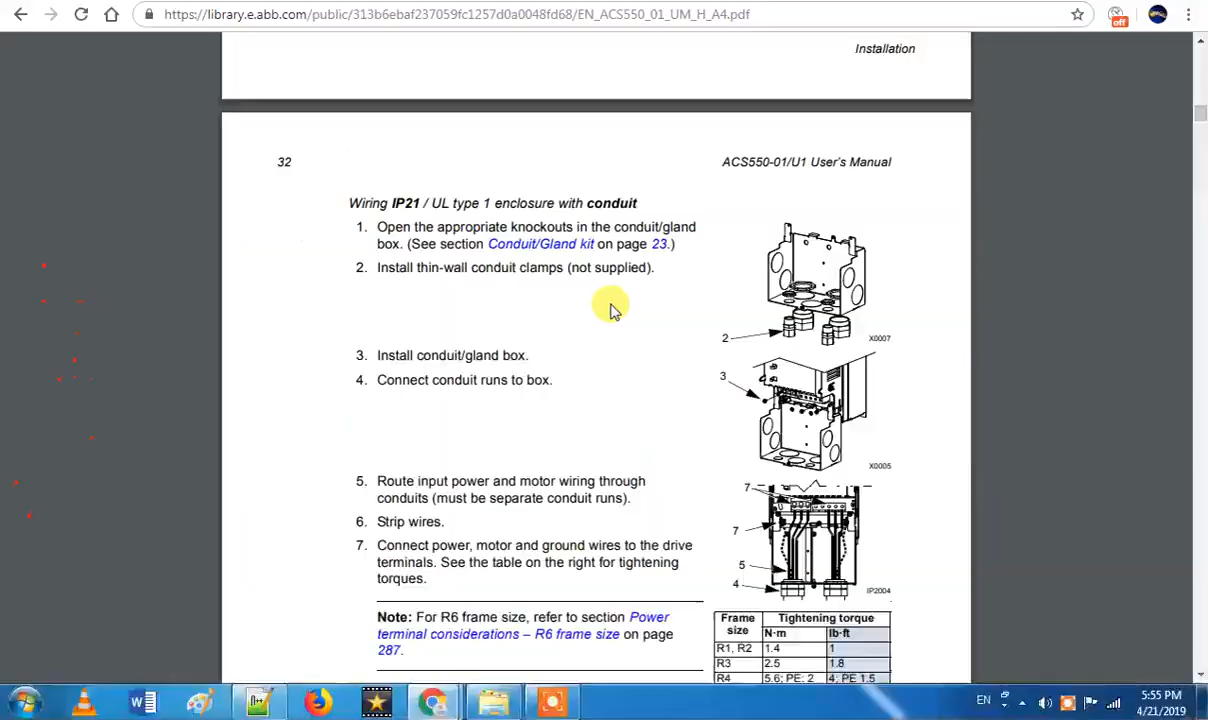 https://library.e.abb.com/public/313b6ebaf237059fc1257d0a0048fd68/EN_ACS550_01_UM_H_A4.pdf
off
Installation
32
ACS550-01/U1 User's Manual
Wiring IP21 / UL type 1 enclosure with conduit
1. Open the appropriate knockouts in the conduit/gland
box. (See section Conduit/Gland kit on page 23.)
2. Install thin-wall conduit clamps (not supplied).
2
X0007
3. Install conduit/gland box.
4. Connect conduit runs to box.
3
X0005
5. Route input power and motor wiring through
conduits (must be separate conduit runs).
6. Strip wires.
7. Connect power, motor and ground wires to the drive
terminals. See the table on the right for tightening
torques.
7
7
5
4
IP2004
Note: For R6 frame size, refer to section Power
terminal considerations – R6 frame size on page
287.
Frame size Tightening torque
N·m lb·ft
R1, R2 1.4 1
R3 2.5 1.8
R4 5.6; PE: 2 4; PE 1.5
EN
5:55 PM
4/21/2019